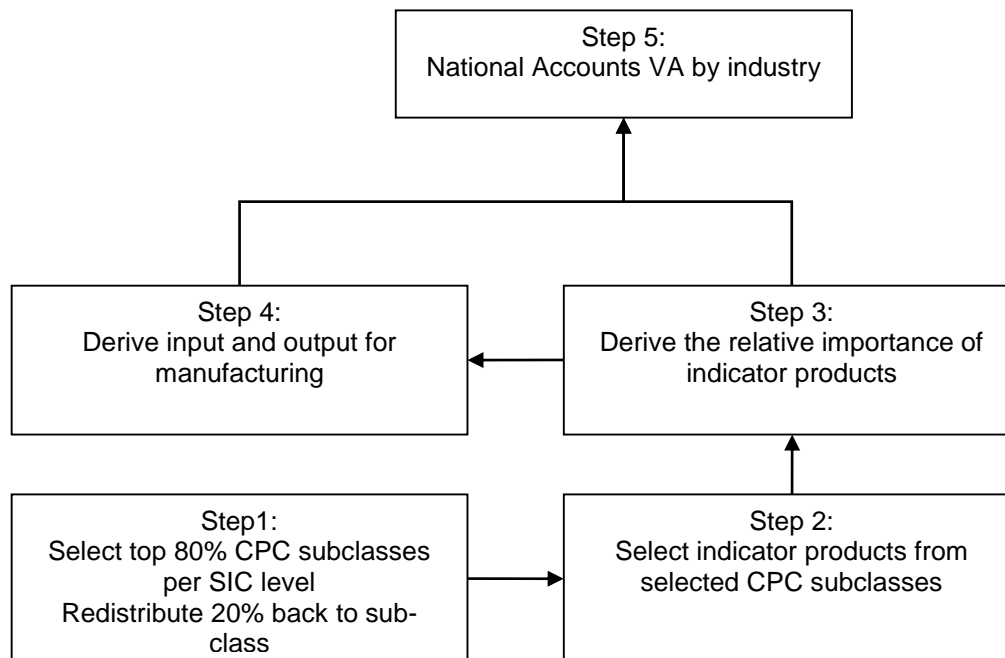 Step 5:
National Accounts VA by industry
Step 4:
Derive input and output for
manufacturing
Step 3:
Derive the relative importance of
indicator products
Step1:
Select top 80% CPC subclasses
per SIC level
Redistribute 20% back to sub-
class
Step 2:
Select indicator products from
selected CPC subclasses